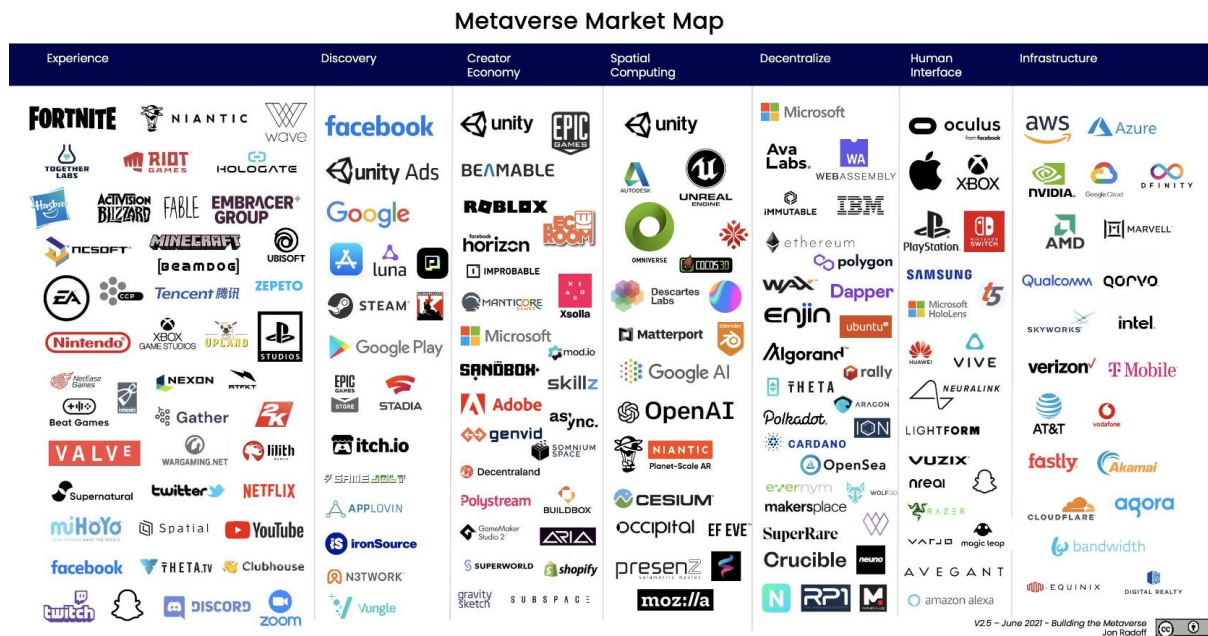 Metaverse Market Map
Experience
Discovery
Creator
Economy
Spatial
Computing
Decentralize
Human
Interface
Infrastructure
FORTNITE
NIANTIC
wave
TOGETHER
LABS
RIOT
GAMES
HOLOGATE
Hasbro
ACTIVISION
BLIZZARD
FABLE
EMBRACER+
GROUP
NCSOFT
MINECRAFT
[BEAMDOG]
UBISOFT
EA
CCP
Tencent 腾讯
ZEPETO
Nintendo
XBOX
GAME STUDIOS
UPLAND
STUDIOS
NetEase
Games
NEXON
RTFKT
Beat Games
Gather
2K
VALVE
WARGAMING.NET
lilith
Supernatural
twitter
NETFLIX
miHoYo
Spatial
YouTube
facebook
THETA.TV
Clubhouse
twitch
DISCORD
zoom
facebook
unity Ads
Google
luna
STEAM
Google Play
EPIC
GAMES
STORE
STADIA
itch.io
GAME JOLT
APPLOVIN
ironSource
N3TWORK
Vungle
unity
EPIC
GAMES
BEAMABLE
ROBLOX
facebook
horizon
REC
ROOM
IMPROBABLE
MANTICORE
GAMES
XSOLLA
Xsolla
Microsoft
mod.io
SANDBOX
skillz
Adobe
async.
genvid
SOMNIUM
SPACE
Decentraland
Polystream
BUILDBOX
GameMaker
Studio 2
ARIA
SUPERWORLD
shopify
gravity
sketch
SUBSPACE
unity
AUTODESK
UNREAL
ENGINE
OMNIVERSE
COCOS3D
Descartes
Labs
Matterport
blender
Google AI
OpenAI
NIANTIC
Planet-Scale AR
CESIUM
occipital
EF EVE™
presenZ
volumetric movies
moz://a
Microsoft
Ava
Labs.
WA
WEBASSEMBLY
iMMUTABLE
IBM
ethereum
polygon
WAX
Dapper
enjin
ubuntu®
Algorand
rally
THETA
ARAGON
Polkadot.
ION
CARDANO
OpenSea
evernym
WOLF3D
makersplace
SuperRare
Crucible
neuno
N
RP1
M
oculus
from facebook
XBOX
PlayStation.
NINTENDO
SWITCH
SAMSUNG
Microsoft
HoloLens
t5
HUAWEI
VIVE
NEURALINK
LIGHTFORM
VUZIX
nreal
RAZER
VARJO
magic leap
AVEGANT
amazon alexa
aws
Azure
NVIDIA.
Google Cloud
DFINITY
AMD
MARVELL
Qualcomm
QORVO
SKYWORKS
intel.
verizon✓
T Mobile
AT&T
vodafone
fastly
Akamai
CLOUDFLARE
agora
bandwidth
EQUINIX
DIGITAL REALTY
V2.5 – June 2021 - Building the Metaverse
Jon Radoff
cc